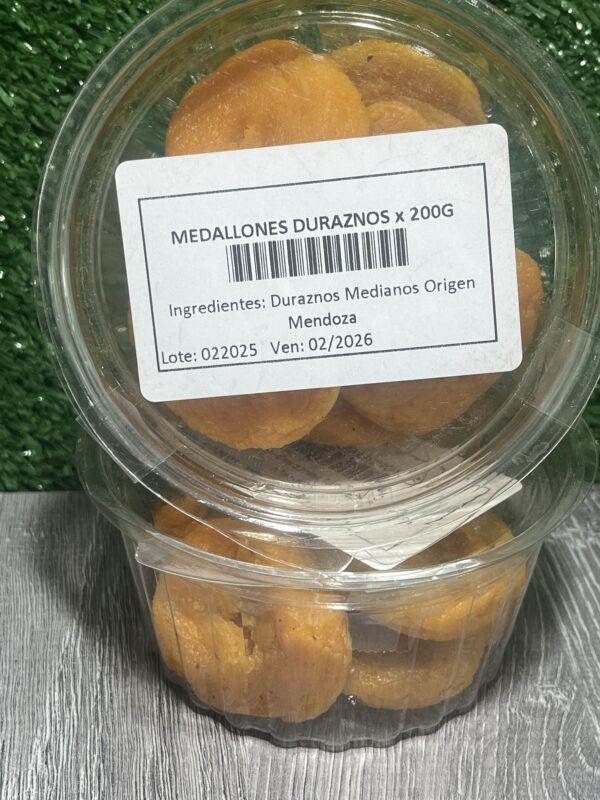 MEDALLONES DURAZNOS x 200G
Ingredientes: Duraznos Medianos Origen
Mendoza
Lote: 022025 Ven: 02/2026